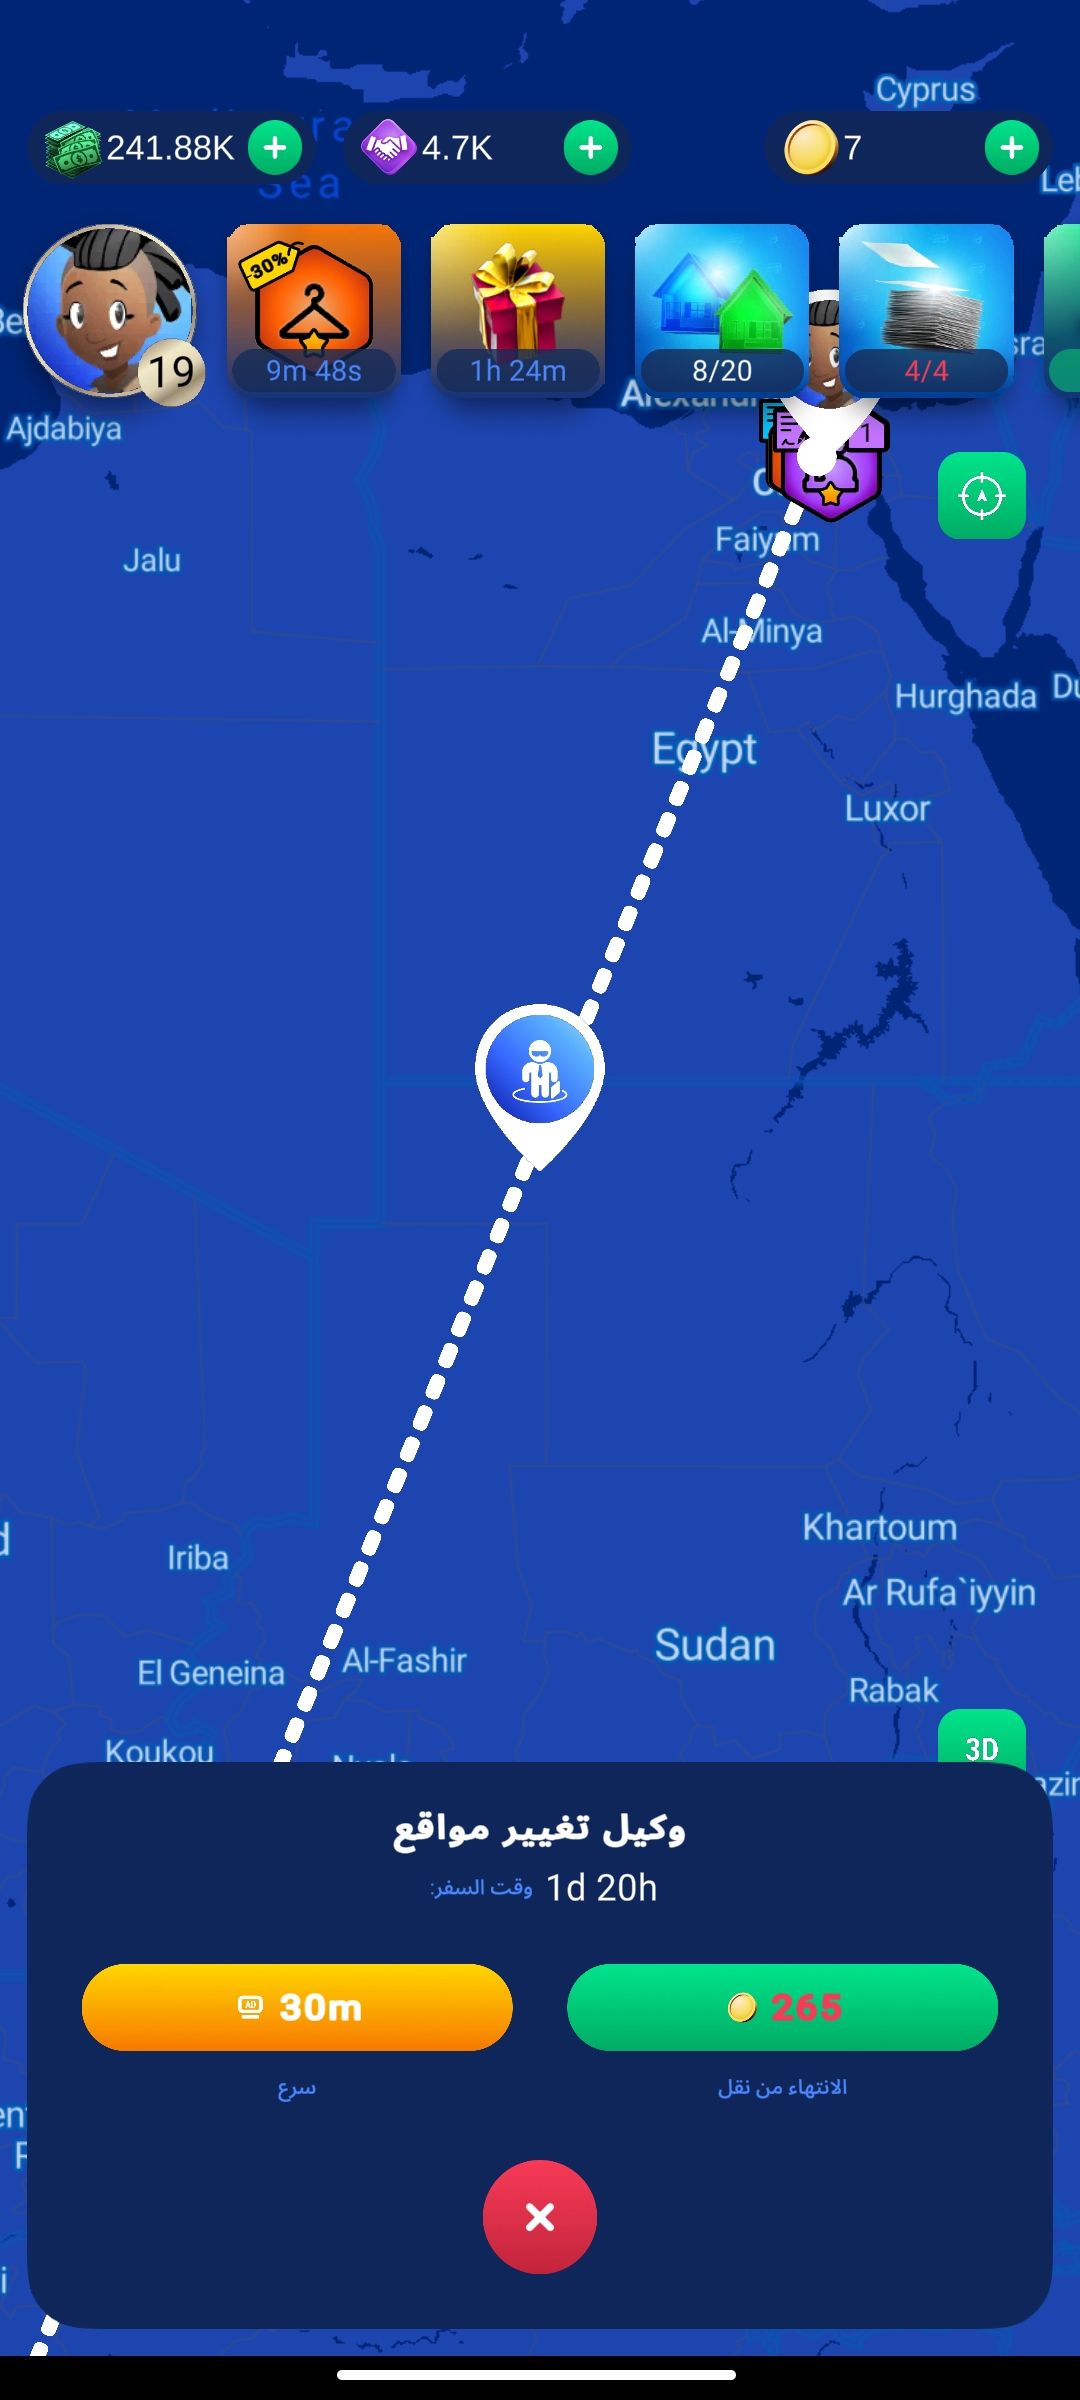 Cyprus
241.88K
4.7K
7
Sea
-30%
19
9m 48s
1h 24m
8/20
4/4
Ajdabiya
1
Jalu
Faiyum
Al-Minya
Hurghada
Egypt
Luxor
Khartoum
Iriba
Ar Rufa`iyyin
Sudan
Al-Fashir
El Geneina
Rabak
Koukou
3D
وكيل تغيير مواقع
وقت السفر: 1d 20h
AD 30m
265
سرع
الانتهاء من نقل